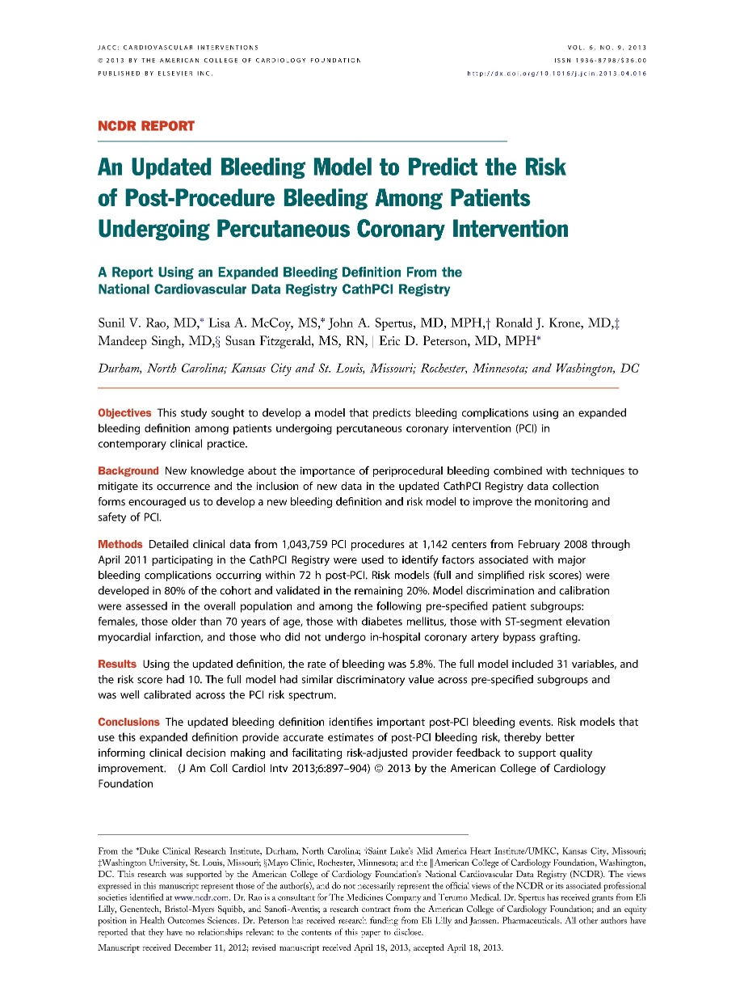 JACC: CARDIOVASCULAR INTERVENTIONS
© 2013 BY THE AMERICAN COLLEGE OF CARDIOLOGY FOUNDATION
PUBLISHED BY ELSEVIER INC.
VOL. 6, NO. 9, 2013
ISSN 1936-8798/$36.00
http://dx.doi.org/10.1016/j.jcin.2013.04.016
NCDR REPORT
An Updated Bleeding Model to Predict the Risk
of Post-Procedure Bleeding Among Patients
Undergoing Percutaneous Coronary Intervention
A Report Using an Expanded Bleeding Definition From the
National Cardiovascular Data Registry CathPCI Registry
Sunil V. Rao, MD,* Lisa A. McCoy, MS,* John A. Spertus, MD, MPH,† Ronald J. Krone, MD,‡
Mandeep Singh, MD,§ Susan Fitzgerald, MS, RN,| Eric D. Peterson, MD, MPH*
Durham, North Carolina; Kansas City and St. Louis, Missouri; Rochester, Minnesota; and Washington, DC
Objectives This study sought to develop a model that predicts bleeding complications using an expanded
bleeding definition among patients undergoing percutaneous coronary intervention (PCI) in
contemporary clinical practice.
Background New knowledge about the importance of periprocedural bleeding combined with techniques to
mitigate its occurrence and the inclusion of new data in the updated CathPCI Registry data collection
forms encouraged us to develop a new bleeding definition and risk model to improve the monitoring and
safety of PCI.
Methods Detailed clinical data from 1,043,759 PCI procedures at 1,142 centers from February 2008 through
April 2011 participating in the CathPCI Registry were used to identify factors associated with major
bleeding complications occurring within 72 h post-PCI. Risk models (full and simplified risk scores) were
developed in 80% of the cohort and validated in the remaining 20%. Model discrimination and calibration
were assessed in the overall population and among the following pre-specified patient subgroups:
females, those older than 70 years of age, those with diabetes mellitus, those with ST-segment elevation
myocardial infarction, and those who did not undergo in-hospital coronary artery bypass grafting.
Results Using the updated definition, the rate of bleeding was 5.8%. The full model included 31 variables, and
the risk score had 10. The full model had similar discriminatory value across pre-specified subgroups and
was well calibrated across the PCI risk spectrum.
Conclusions The updated bleeding definition identifies important post-PCI bleeding events. Risk models that
use this expanded definition provide accurate estimates of post-PCI bleeding risk, thereby better
informing clinical decision making and facilitating risk-adjusted provider feedback to support quality
improvement. (J Am Coll Cardiol Intv 2013;6:897–904) © 2013 by the American College of Cardiology
Foundation
From the *Duke Clinical Research Institute, Durham, North Carolina; †Saint Luke's Mid America Heart Institute/UMKC, Kansas City, Missouri;
‡Washington University, St. Louis, Missouri; §Mayo Clinic, Rochester, Minnesota; and the ‖American College of Cardiology Foundation, Washington,
DC. This research was supported by the American College of Cardiology Foundation's National Cardiovascular Data Registry (NCDR). The views
expressed in this manuscript represent those of the author(s), and do not necessarily represent the official views of the NCDR or its associated professional
societies identified at www.ncdr.com. Dr. Rao is a consultant for The Medicines Company and Terumo Medical. Dr. Spertus has received grants from Eli
Lilly, Genentech, Bristol-Myers Squibb, and Sanofi-Aventis; a research contract from the American College of Cardiology Foundation; and an equity
position in Health Outcomes Sciences. Dr. Peterson has received research funding from Eli Lilly and Janssen. Pharmaceuticals. All other authors have
reported that they have no relationships relevant to the contents of this paper to disclose.
Manuscript received December 11, 2012; revised manuscript received April 18, 2013, accepted April 18, 2013.